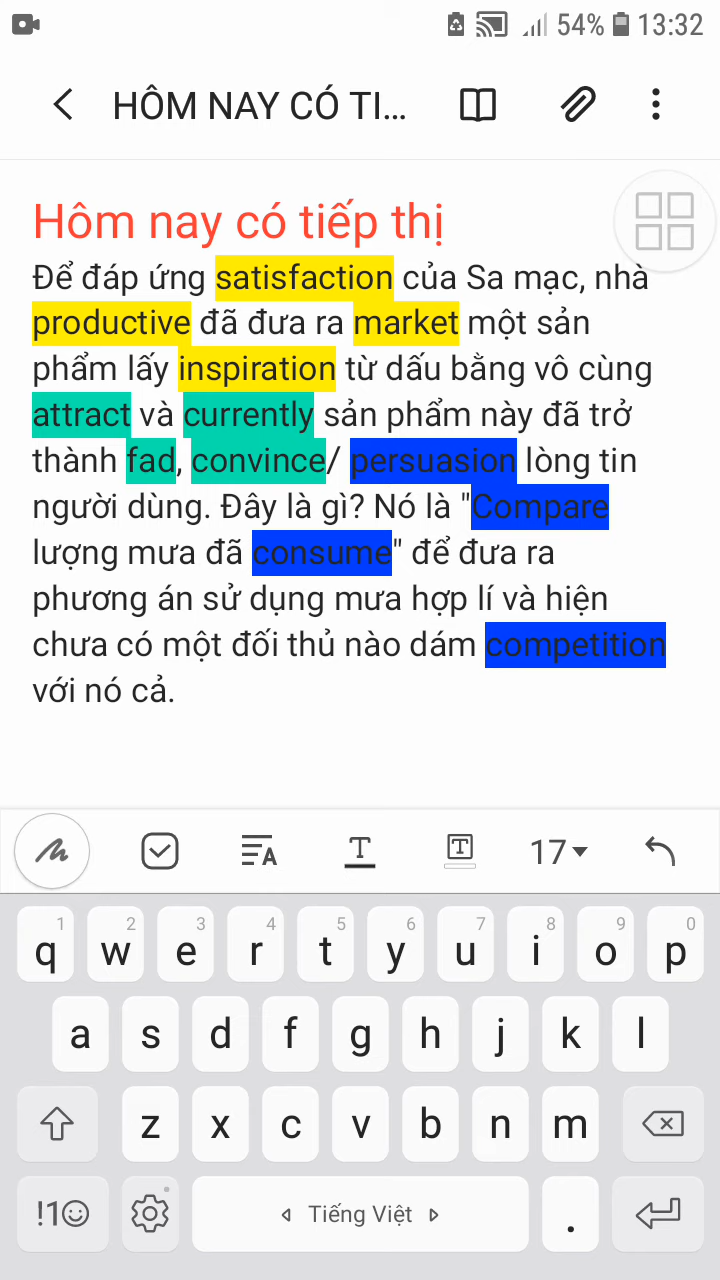 54% 13:32
HÔM NAY CÓ TI...
Hôm nay có tiếp thị
Để đáp ứng satisfaction của Sa mạc, nhà
productive đã đưa ra market một sản
phẩm lấy inspiration từ dấu bằng vô cùng
attract và currently sản phẩm này đã trở
thành fad, convince/ persuasion lòng tin
người dùng. Đây là gì? Nó là "Compare
lượng mưa đã consume" để đưa ra
phương án sử dụng mưa hợp lí và hiện
chưa có một đối thủ nào dám competition
với nó cả.
A T T 17
1 2 3 4 5 6 7 8 9 0
q w e r t y u i o p
a s d f g h j k l
z x c v b n m
!1☺ Tiếng Việt .